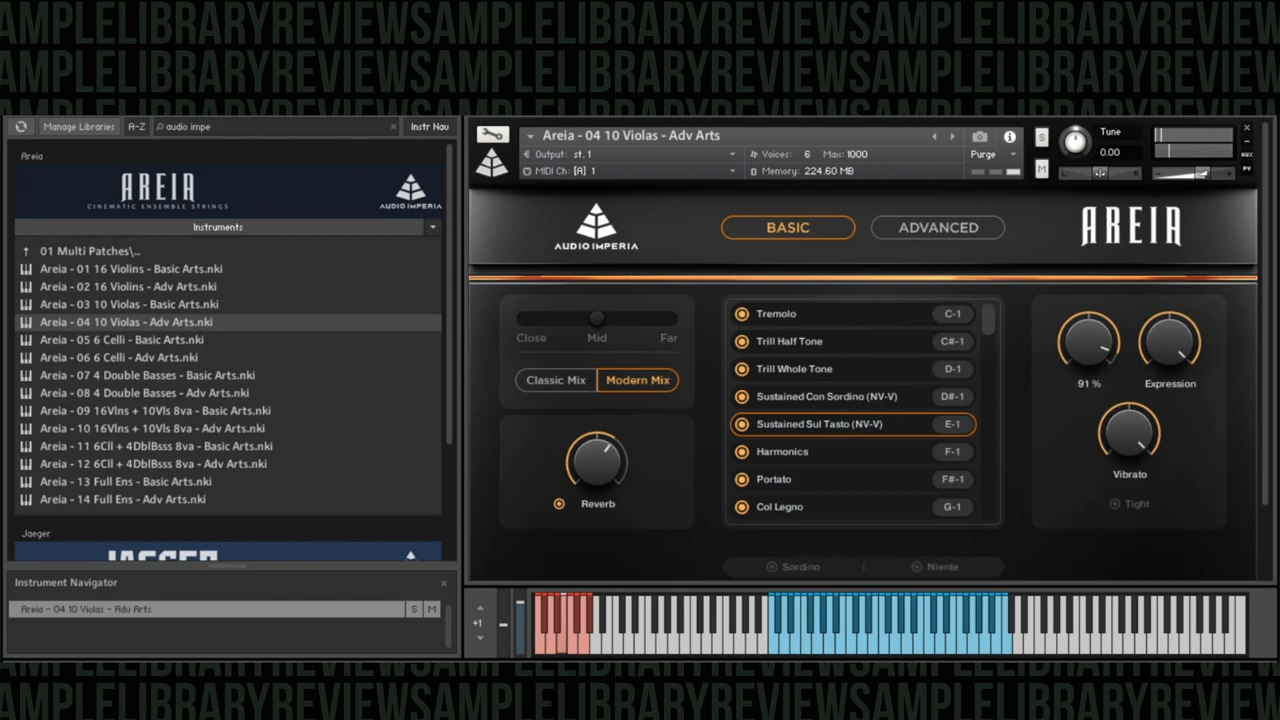 SAMPLELIBRARYREVIEWSAMPLELIBRARYREVIEWSAMPLELIBRARYREVIEW
SAMPLELIBRARYREVIEWSAMPLELIBRARYREVIEWSAMPLELIBRARYREVIEW
Manage Libraries A-Z audio impe × Instr Nav
Areia
AREIA
CINEMATIC ENSEMBLE STRINGS
AUDIO IMPERIA
Instruments
01 Multi Patches\..
Areia - 01 16 Violins - Basic Arts.nki
Areia - 02 16 Violins - Adv Arts.nki
Areia - 03 10 Violas - Basic Arts.nki
Areia - 04 10 Violas - Adv Arts.nki
Areia - 05 6 Celli - Basic Arts.nki
Areia - 06 6 Celli - Adv Arts.nki
Areia - 07 4 Double Basses - Basic Arts.nki
Areia - 08 4 Double Basses - Adv Arts.nki
Areia - 09 16Vlns + 10Vls 8va - Basic Arts.nki
Areia - 10 16Vlns + 10Vls 8va - Adv Arts.nki
Areia - 11 6Cll + 4DblBsss 8va - Basic Arts.nki
Areia - 12 6Cll + 4DblBsss 8va - Adv Arts.nki
Areia - 13 Full Ens - Basic Arts.nki
Areia - 14 Full Ens - Adv Arts.nki
Jaeger
JAEGER
Instrument Navigator ×
Areia - 04 10 Violas - Adv Arts S M
Areia - 04 10 Violas - Adv Arts
Output: st. 1 Voices: 6 Max: 1000 Purge
MIDI Ch: [A] 1 Memory: 224.60 MB
S
M
Tune
0.00
L R
AUX
PV
AUDIO IMPERIA
BASIC ADVANCED
AREIA
Close Mid Far
Classic Mix Modern Mix
Reverb
Tremolo C-1
Trill Half Tone C#-1
Trill Whole Tone D-1
Sustained Con Sordino (NV-V) D#-1
Sustained Sul Tasto (NV-V) E-1
Harmonics F-1
Portato F#-1
Col Legno G-1
91 % Expression
Vibrato
Tight
Sordino Niente
+1
SAMPLELIBRARYREVIEWSAMPLELIBRARYREVIEWSAMPLELIBRARYREVIEW